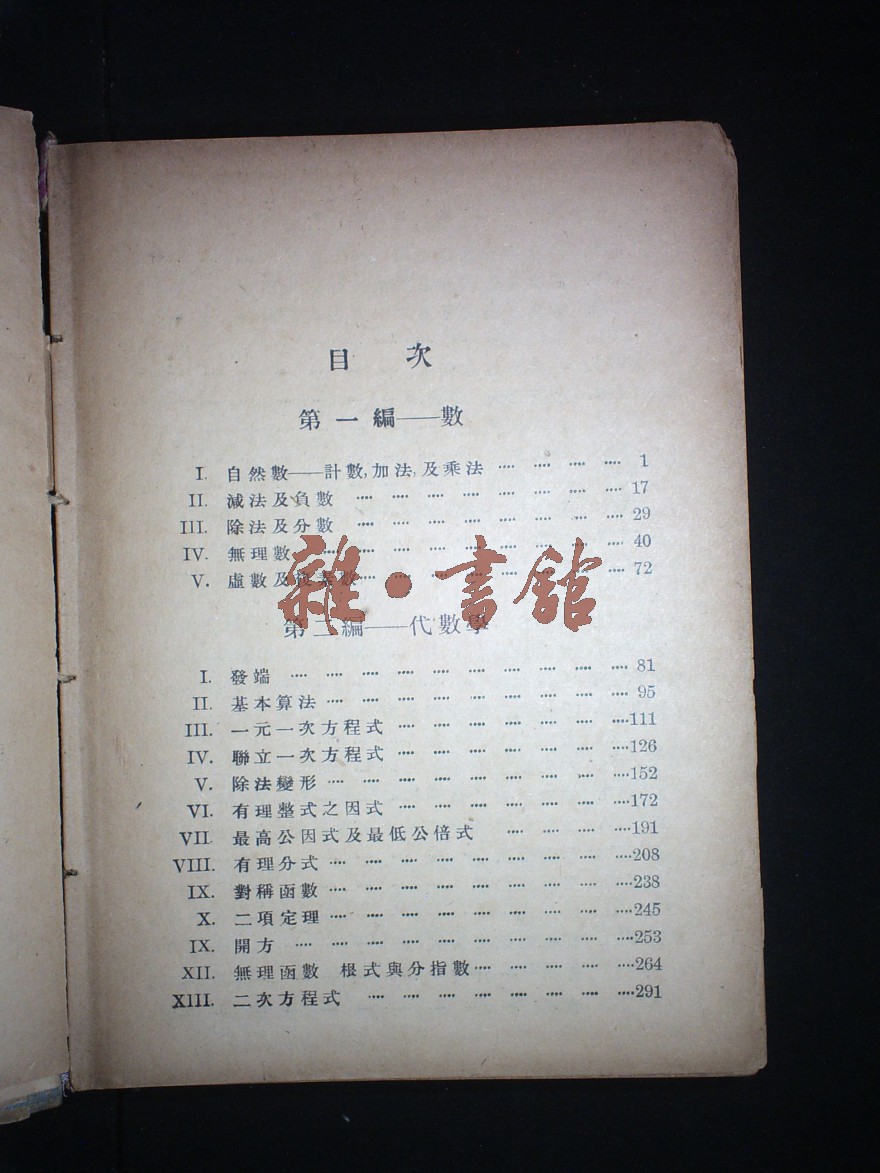 目 次
第一編——數
I. 自然數——計數,加法,及乘法 ···· ···· ···· ···· 1
II. 減法及負數 ···· ···· ···· ···· ···· ···· ···· ···· 17
III. 除法及分數 ···· ···· ···· ···· ···· ···· ···· ···· 29
IV. 無理數 ···· ···· ···· ···· ···· ···· ···· ···· ···· 40
V. 虛數及複素數 ···· ···· ···· ···· ···· ···· ···· ···· 72
雜·書舘
第二編——代數學
I. 發端 ···· ···· ···· ···· ···· ···· ···· ···· ···· ···· 81
II. 基本算法 ···· ···· ···· ···· ···· ···· ···· ···· ···· 95
III. 一元一次方程式 ···· ···· ···· ···· ···· ···· ····111
IV. 聯立一次方程式 ···· ···· ···· ···· ···· ···· ····126
V. 除法變形 ···· ···· ···· ···· ···· ···· ···· ···· ····152
VI. 有理整式之因式 ···· ···· ···· ···· ···· ···· ····172
VII. 最高公因式及最低公倍式 ···· ···· ···· ····191
VIII. 有理分式 ···· ···· ···· ···· ···· ···· ···· ···· ····208
IX. 對稱函數 ···· ···· ···· ···· ···· ···· ···· ···· ····238
X. 二項定理 ···· ···· ···· ···· ···· ···· ···· ···· ····245
IX. 開方 ···· ···· ···· ···· ···· ···· ···· ···· ···· ····253
XII. 無理函數 根式與分指數 ···· ···· ···· ···· ····264
XIII. 二次方程式 ···· ···· ···· ···· ···· ···· ···· ····291